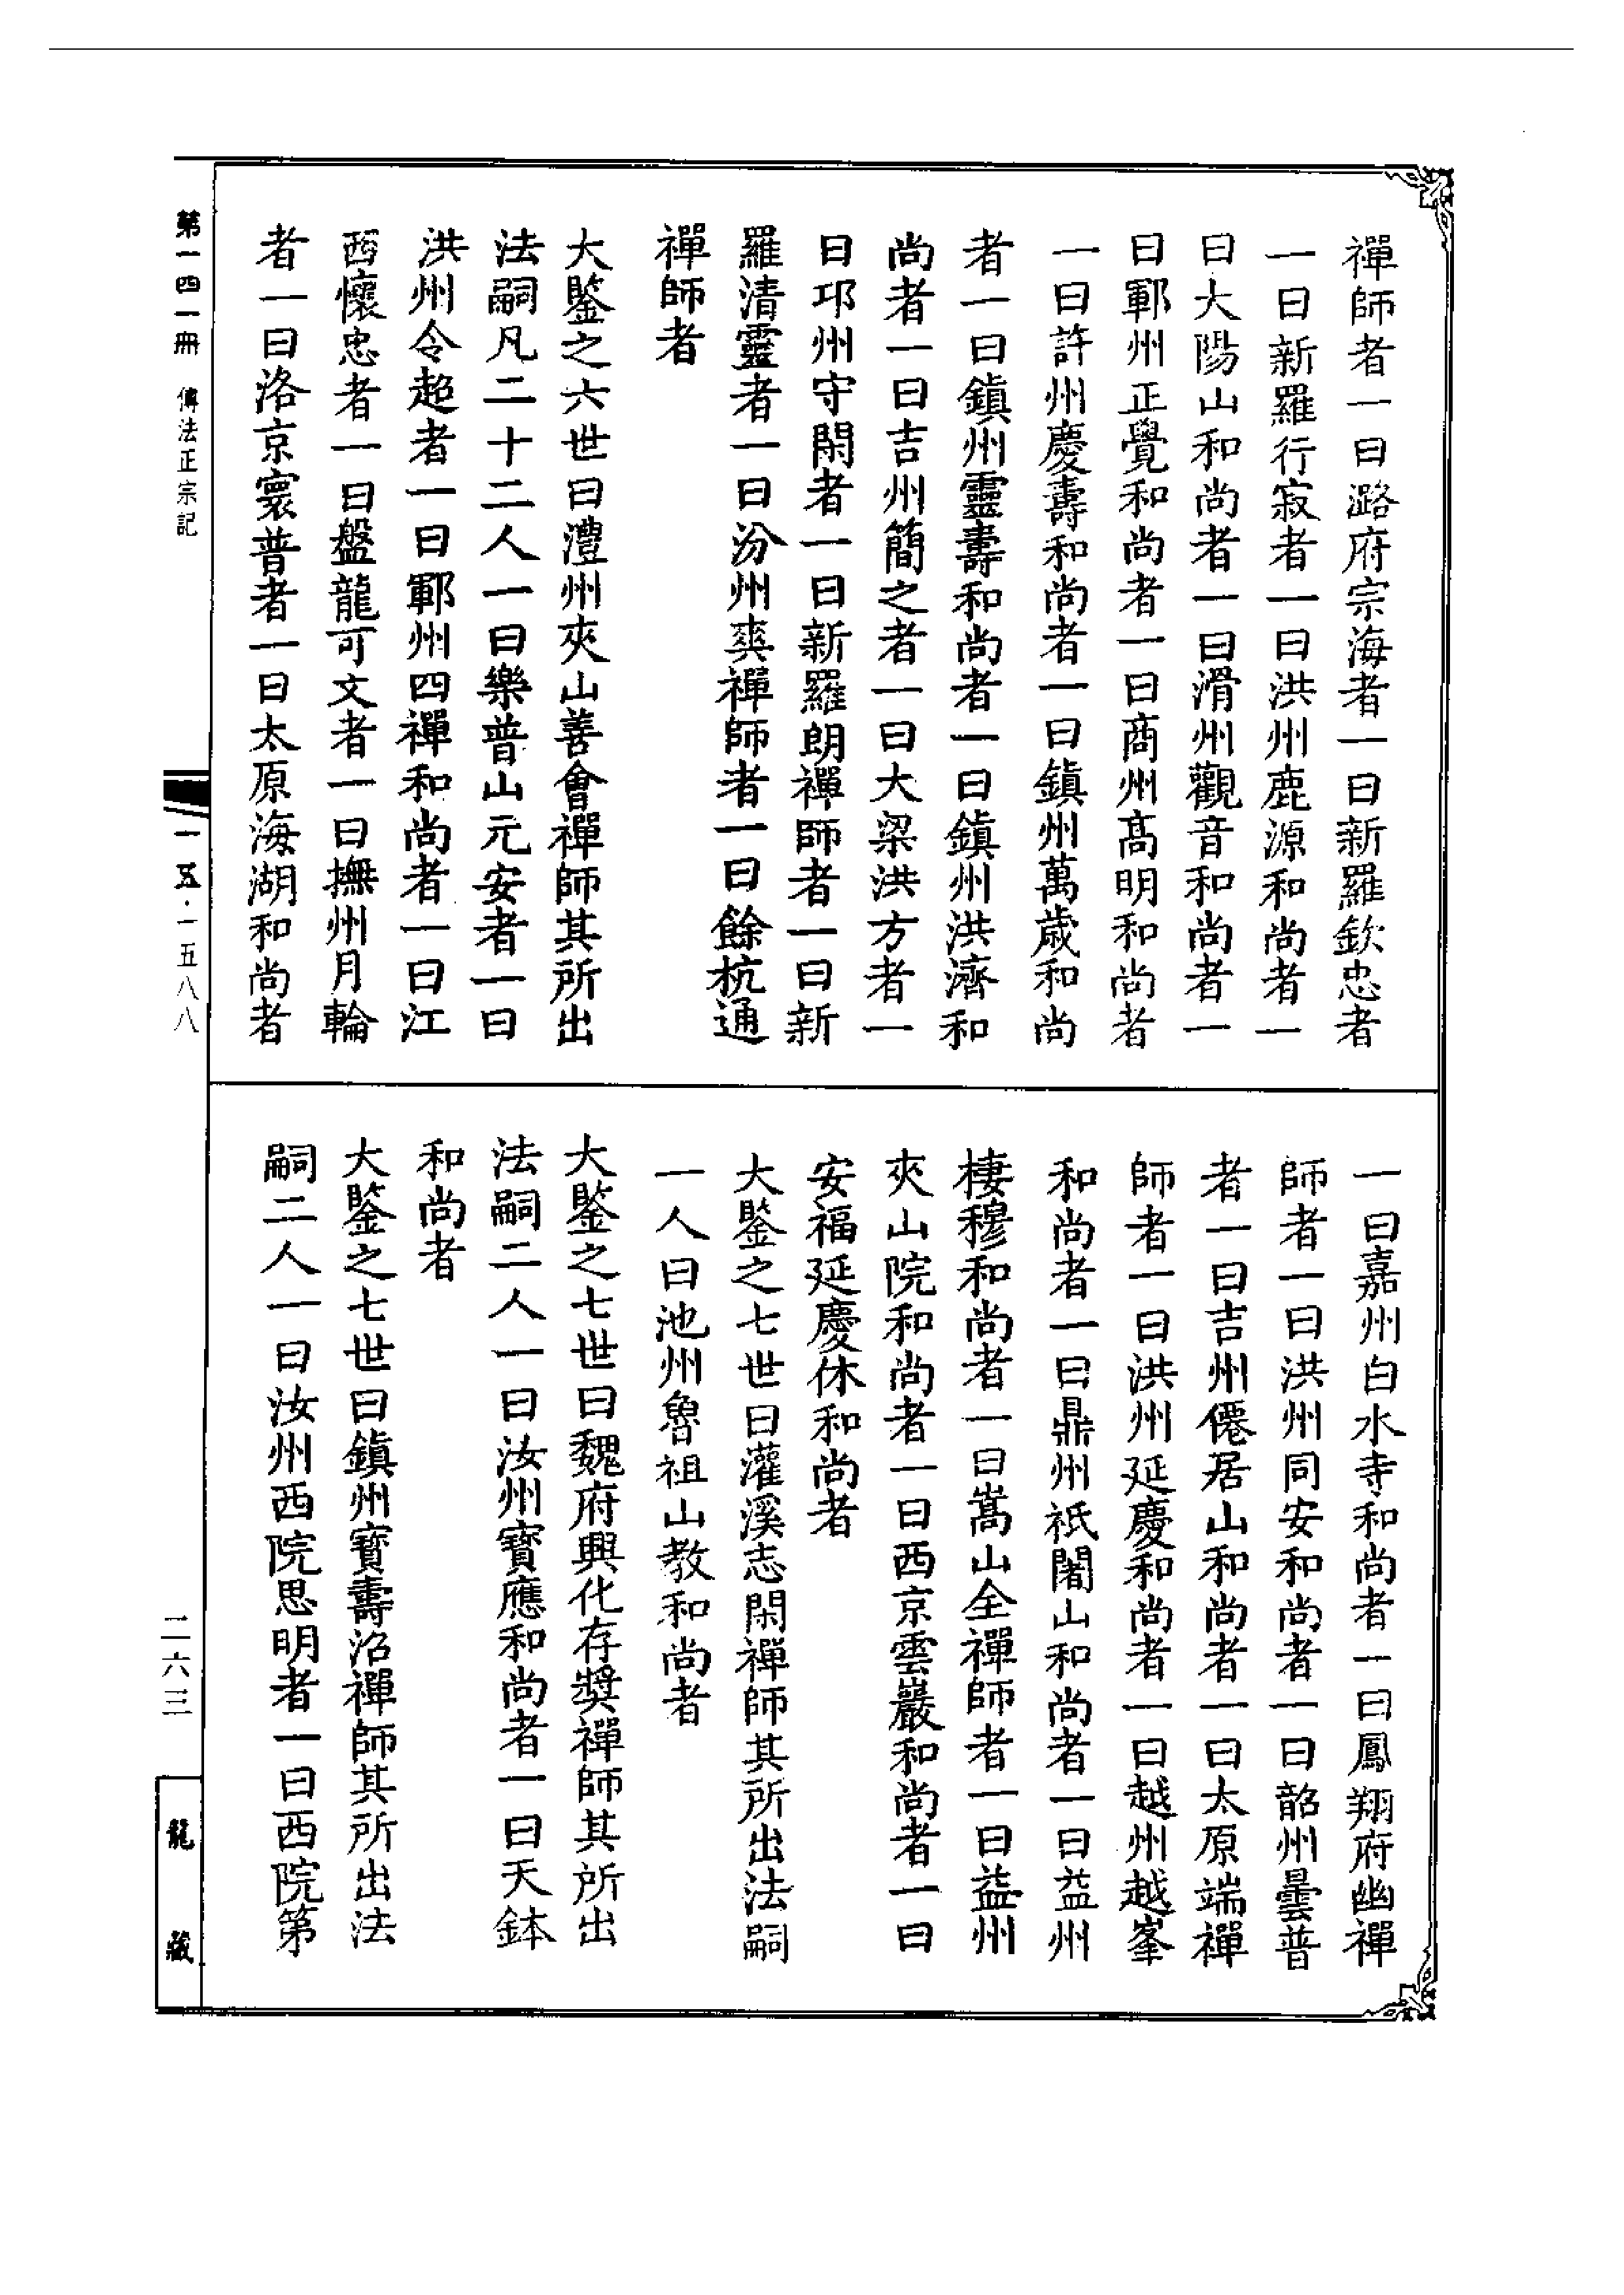 禪師者一曰潞府宗海者一曰新羅欽忠者
一曰新羅行寂者一曰洪州鹿源和尚者一
曰大陽山和尚者一曰滑州觀音和尚者一
曰鄆州正覺和尚者一曰商州高明和尚者
一曰許州慶壽和尚者一曰鎮州萬歲和尚
者一曰鎮州靈壽和尚者一曰鎮州洪濟和
尚者一曰吉州簡之者一曰大梁洪方者一
曰邛州守閑者一曰新羅朗禪師者一曰新
羅清靈者一曰汾州爽禪師者一曰餘杭通
禪師者
大鑒之六世曰澧州夾山善會禪師其所出
法嗣凡二十二人一曰樂普山元安者一曰
洪州令超者一曰鄆州四禪和尚者一曰江
西懷忠者一曰盤龍可文者一曰撫州月輪
者一曰洛京寰普者一曰太原海湖和尚者
一曰嘉州白水寺和尚者一曰鳳翔府幽禪
師者一曰洪州同安和尚者一曰韶州曇普
者一曰吉州僊居山和尚者一曰太原端禪
師者一曰洪州延慶和尚者一曰越州越峯
和尚者一曰鼎州祇闍山和尚者一曰益州
棲穆和尚者一曰嵩山全禪師者一曰益州
夾山院和尚者一曰西京雲巖和尚者一曰
安福延慶休和尚者
大鑒之七世曰灌溪志閑禪師其所出法嗣
一人曰池州魯祖山教和尚者
大鑒之七世曰魏府興化存獎禪師其所出
法嗣二人一曰汝州寶應和尚者一曰天鉢
和尚者
大鑒之七世曰鎮州寶壽沼禪師其所出法
嗣二人一曰汝州西院思明者一曰西院第
第一四一冊 傳法正宗記
一五·一五八八
二六三
龍藏